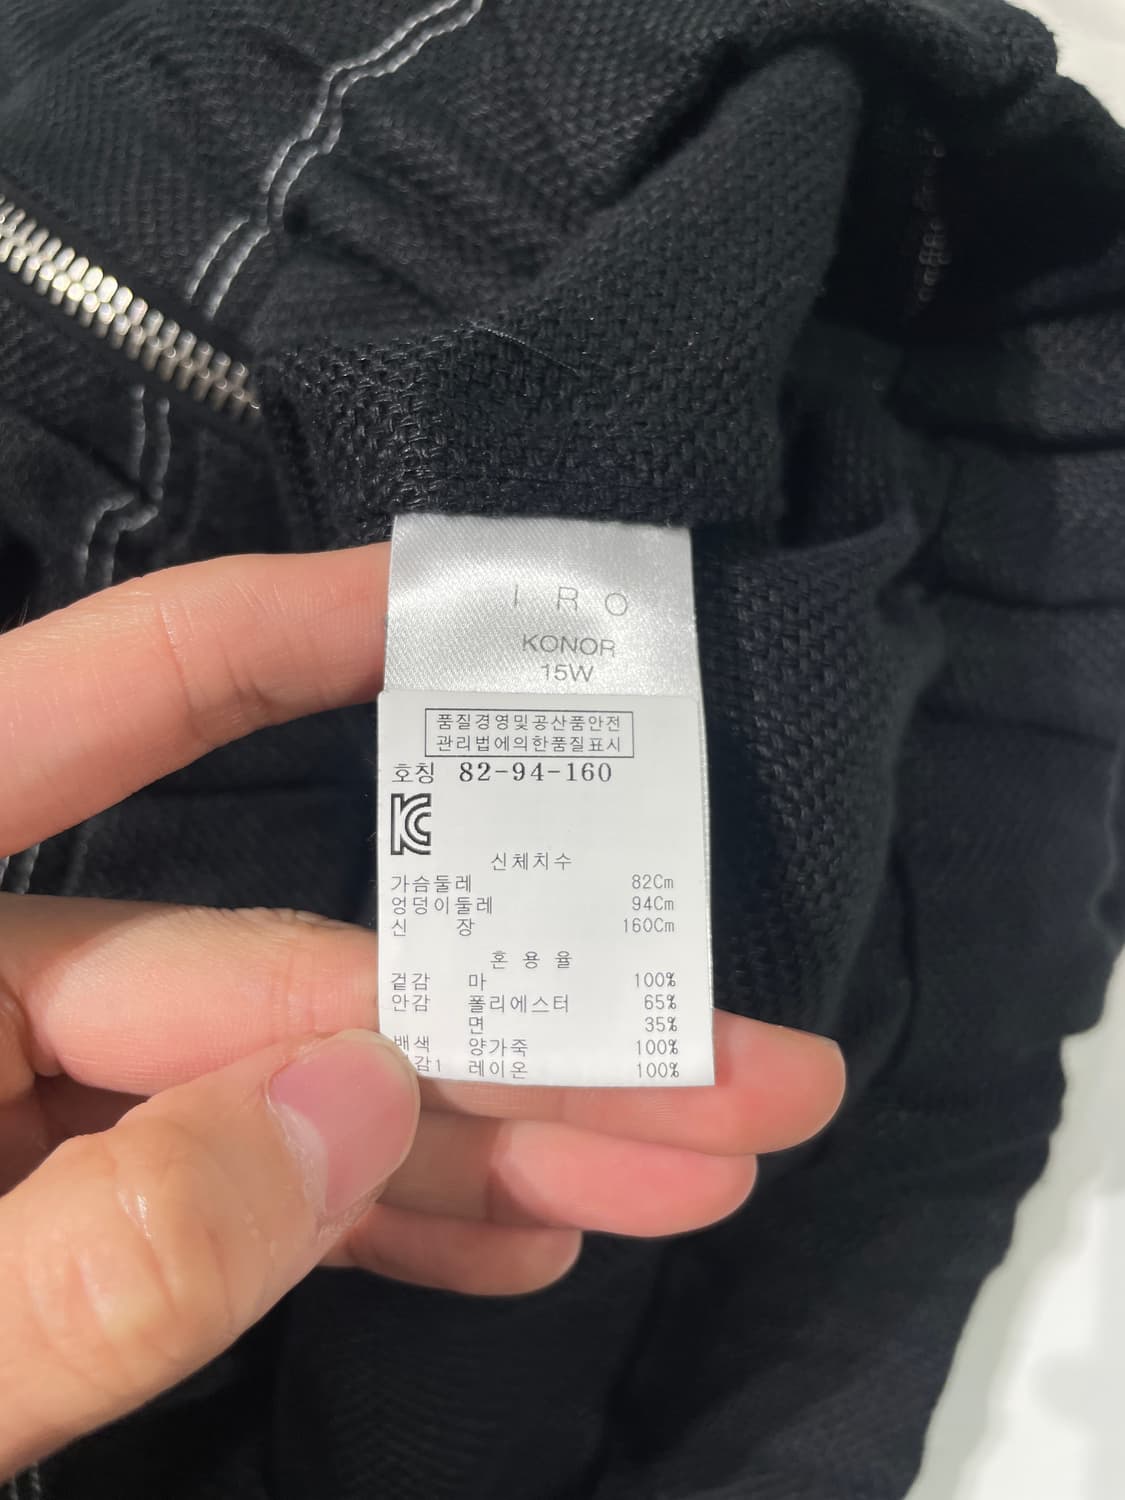 IRO
KONOR
15W
품질경영및공산품안전
관리법에의한품질표시
호칭 82-94-160
신체치수
가슴둘레 82Cm
엉덩이둘레 94Cm
신 장 160Cm
혼 용 율
겉감 마 100%
안감 폴리에스터 65%
면 35%
배색 양가죽 100%
감1 레이온 100%